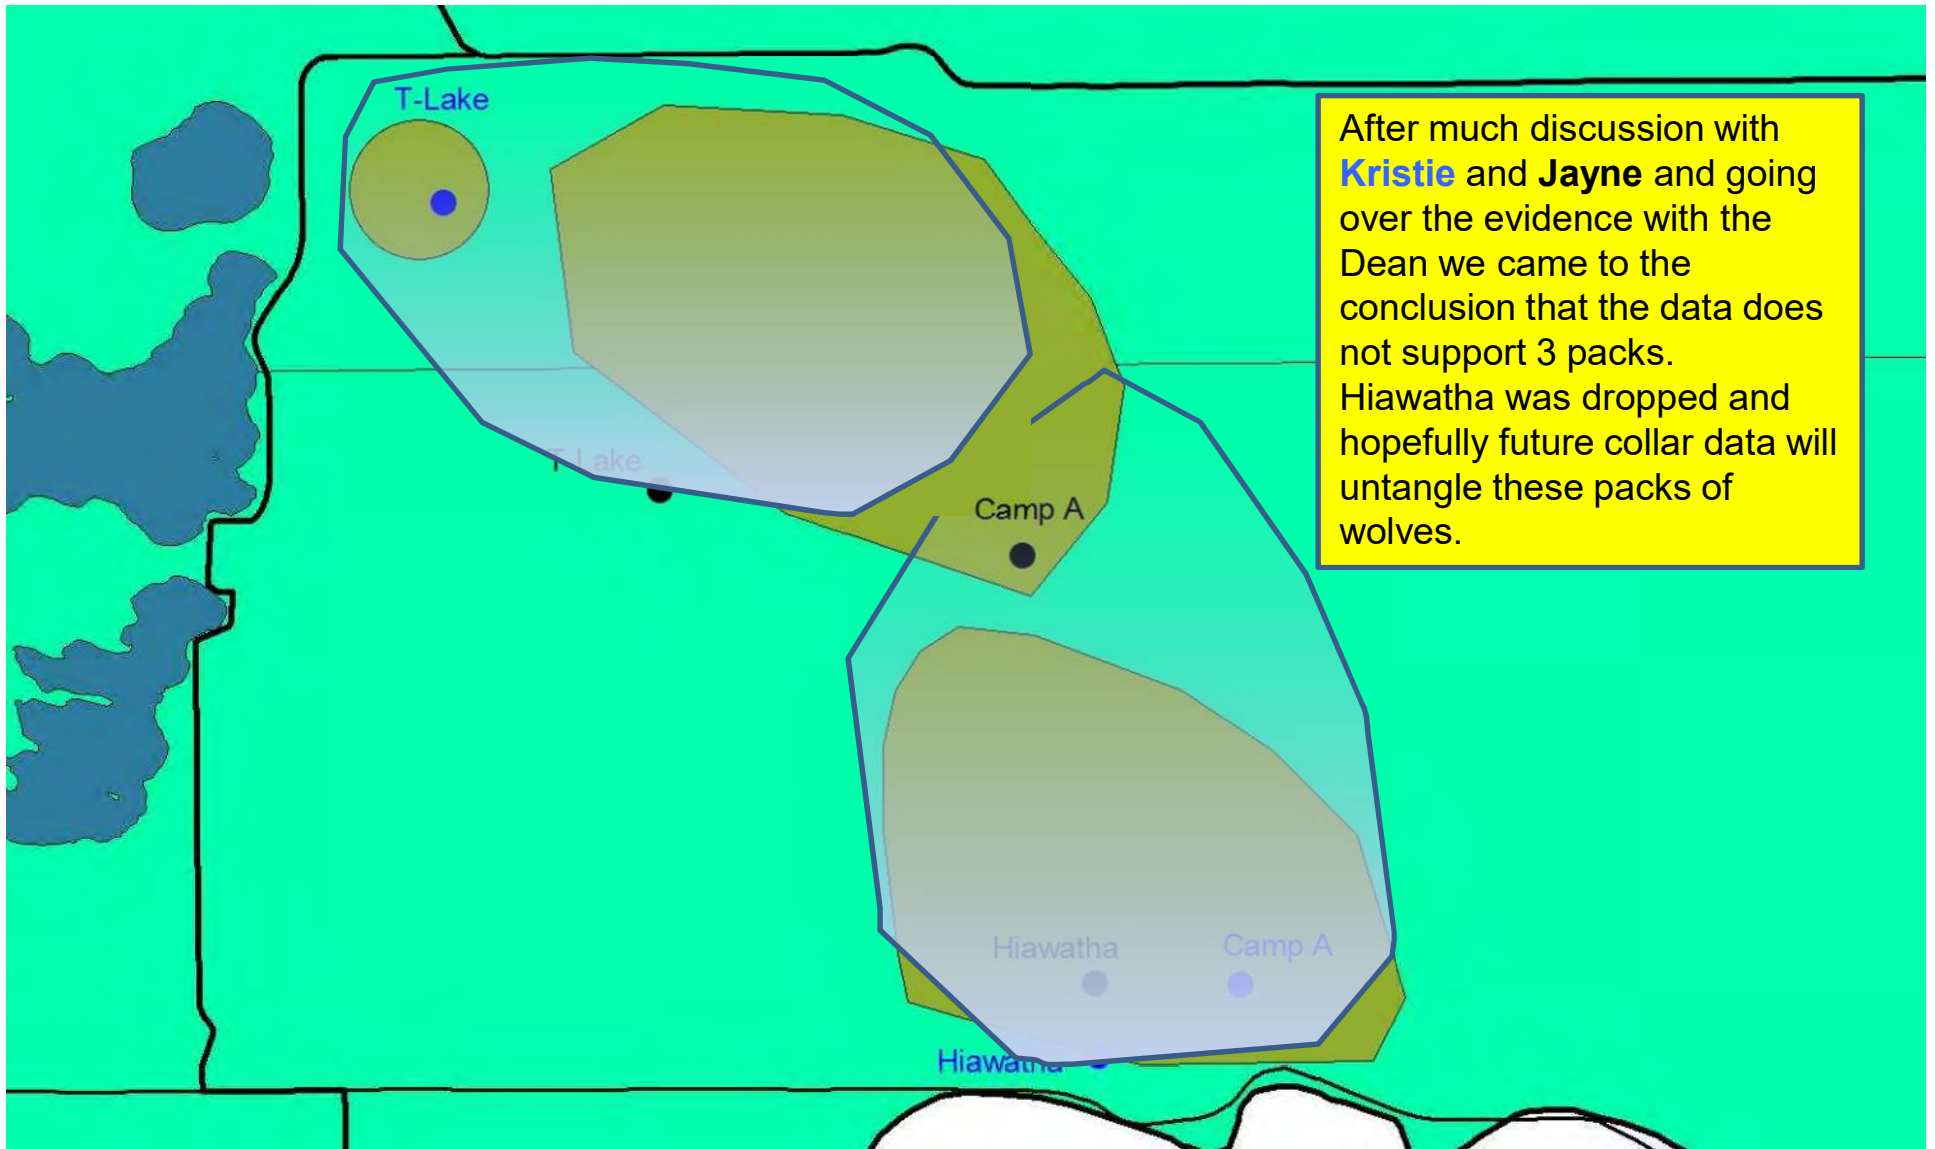 T-Lake
After much discussion with
Kristie and Jayne and going
over the evidence with the
Dean we came to the
conclusion that the data does
not support 3 packs.
Hiawatha was dropped and
hopefully future collar data will
untangle these packs of
wolves.
T-Lake
Camp A
Hiawatha
Camp A
Hiawatha